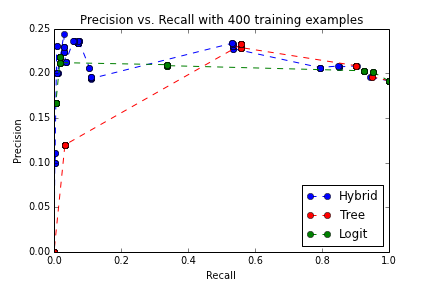 Precision vs. Recall with 400 training examples
0.25
0.20
0.15
0.10
0.05
0.00
Precision
Hybrid
Tree
Logit
0.0 0.2 0.4 0.6 0.8 1.0
Recall